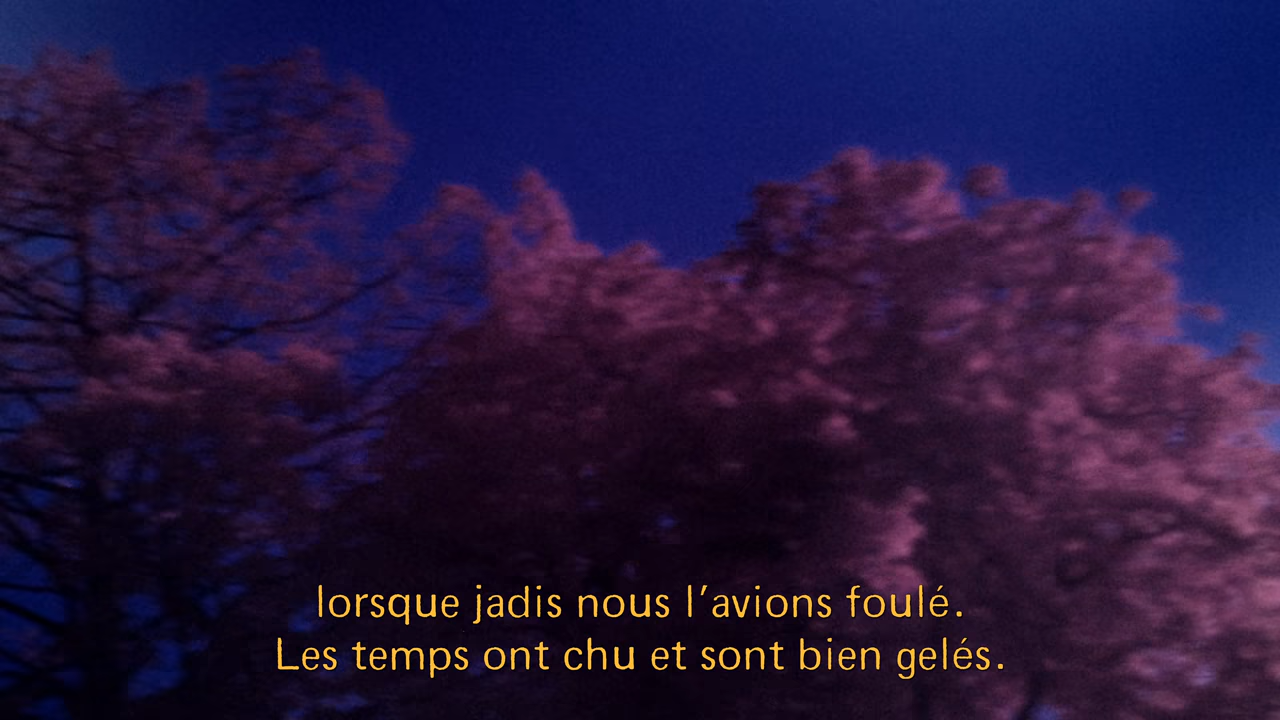 lorsque jadis nous l'avions foulé.
Les temps ont chu et sont bien gelés.